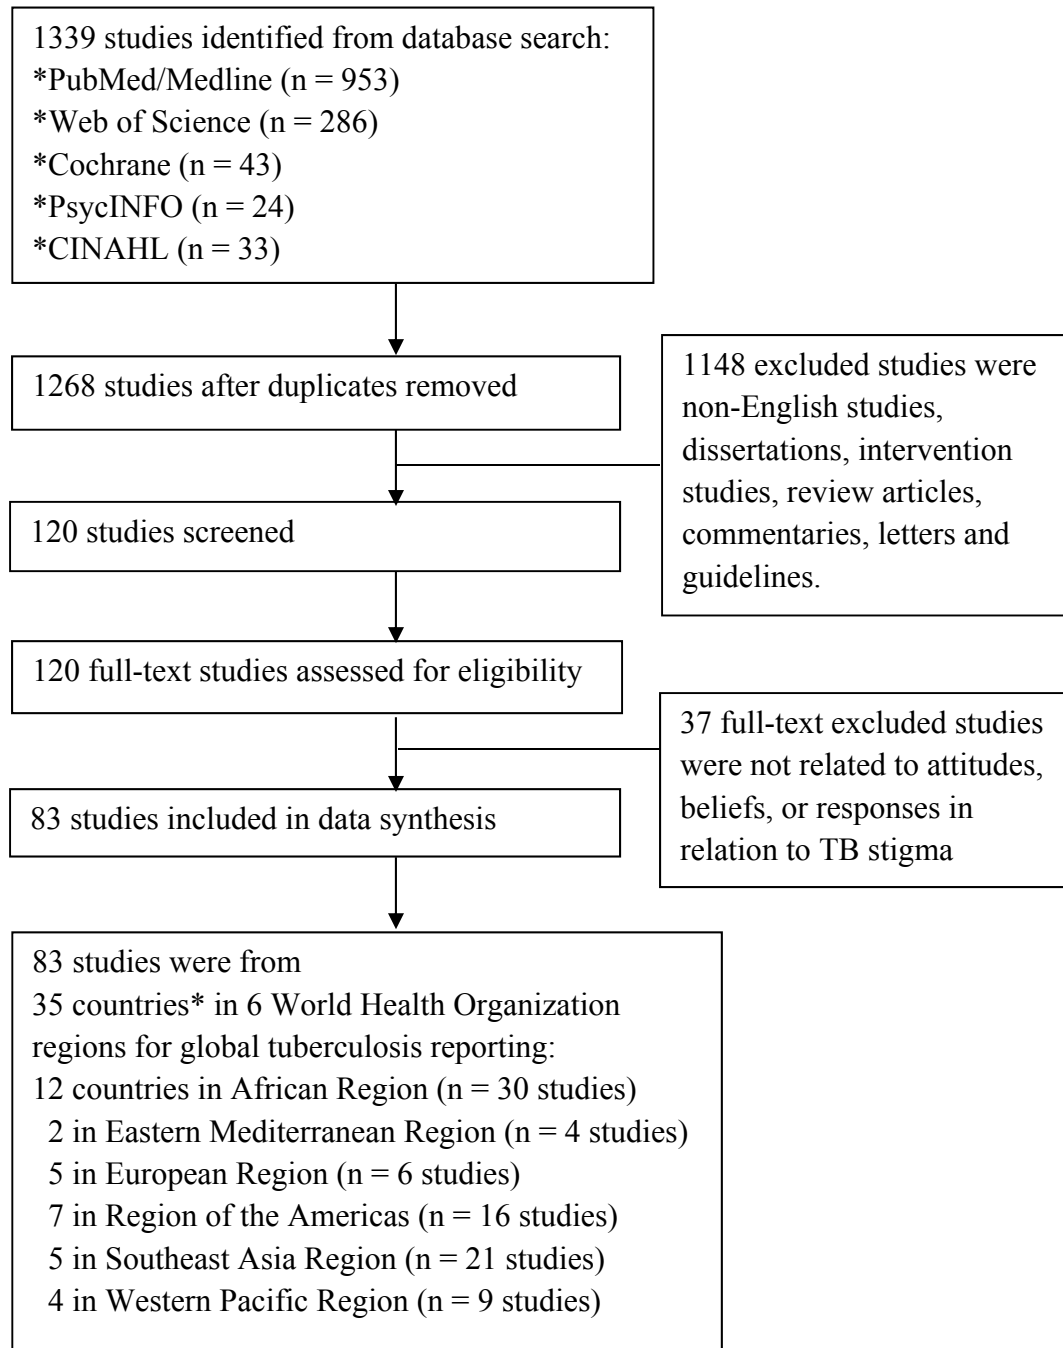 1339 studies identified from database search:
*PubMed/Medline (n = 953)
*Web of Science (n = 286)
*Cochrane (n = 43)
*PsycINFO (n = 24)
*CINAHL (n = 33)
1268 studies after duplicates removed
1148 excluded studies were
non-English studies,
dissertations, intervention
studies, review articles,
commentaries, letters and
guidelines.
120 studies screened
120 full-text studies assessed for eligibility
37 full-text excluded studies
were not related to attitudes,
beliefs, or responses in
relation to TB stigma
83 studies included in data synthesis
83 studies were from
35 countries* in 6 World Health Organization
regions for global tuberculosis reporting:
12 countries in African Region (n = 30 studies)
2 in Eastern Mediterranean Region (n = 4 studies)
5 in European Region (n = 6 studies)
7 in Region of the Americas (n = 16 studies)
5 in Southeast Asia Region (n = 21 studies)
4 in Western Pacific Region (n = 9 studies)